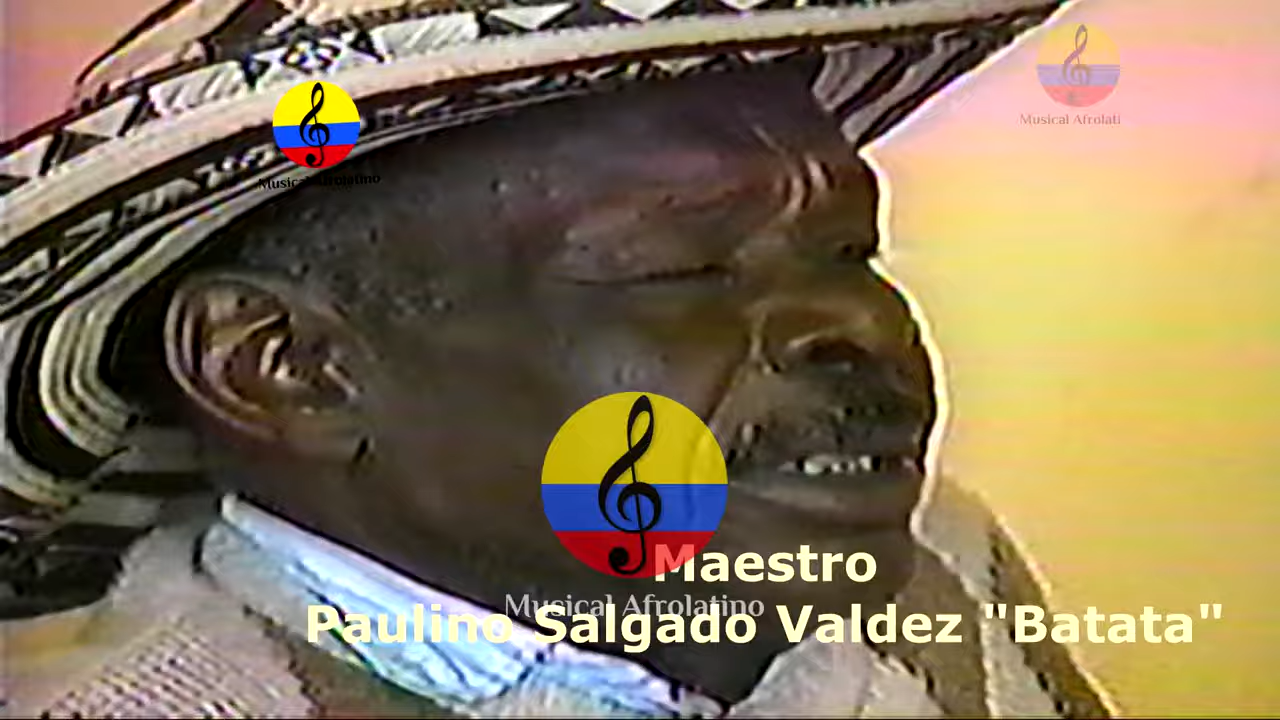 Musical Afrolati
Musical Afrolatino
Maestro
Musical Afrolatino
Paulino Salgado Valdez "Batata"